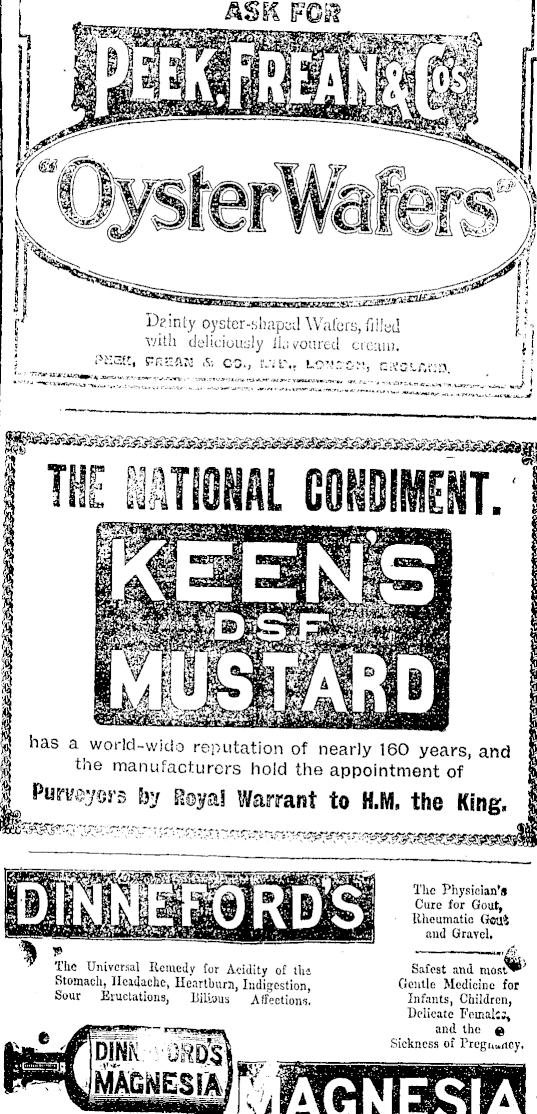 ASK FOR
PEEK, FREAN & Co's
"Oyster Wafers"
Dainty oyster-shaped Wafers, filled
with deliciously flavoured cream.
PEEK, FREAN & CO., LTD., LONDON, ENGLAND.
THE NATIONAL CONDIMENT.
KEEN'S
DSF
MUSTARD
has a world-wide reputation of nearly 160 years, and
the manufacturers hold the appointment of
Purveyors by Royal Warrant to H.M. the King.
DINNEFORD'S
The Universal Remedy for Acidity of the
Stomach, Headache, Heartburn, Indigestion,
Sour Eructations, Bilious Affections.
The Physician's
Cure for Gout,
Rheumatic Gout
and Gravel.
Safest and most
Gentle Medicine for
Infants, Children,
Delicate Females,
and the
Sickness of Pregnancy.
DINNEFORD'S
MAGNESIA
MAGNESIA